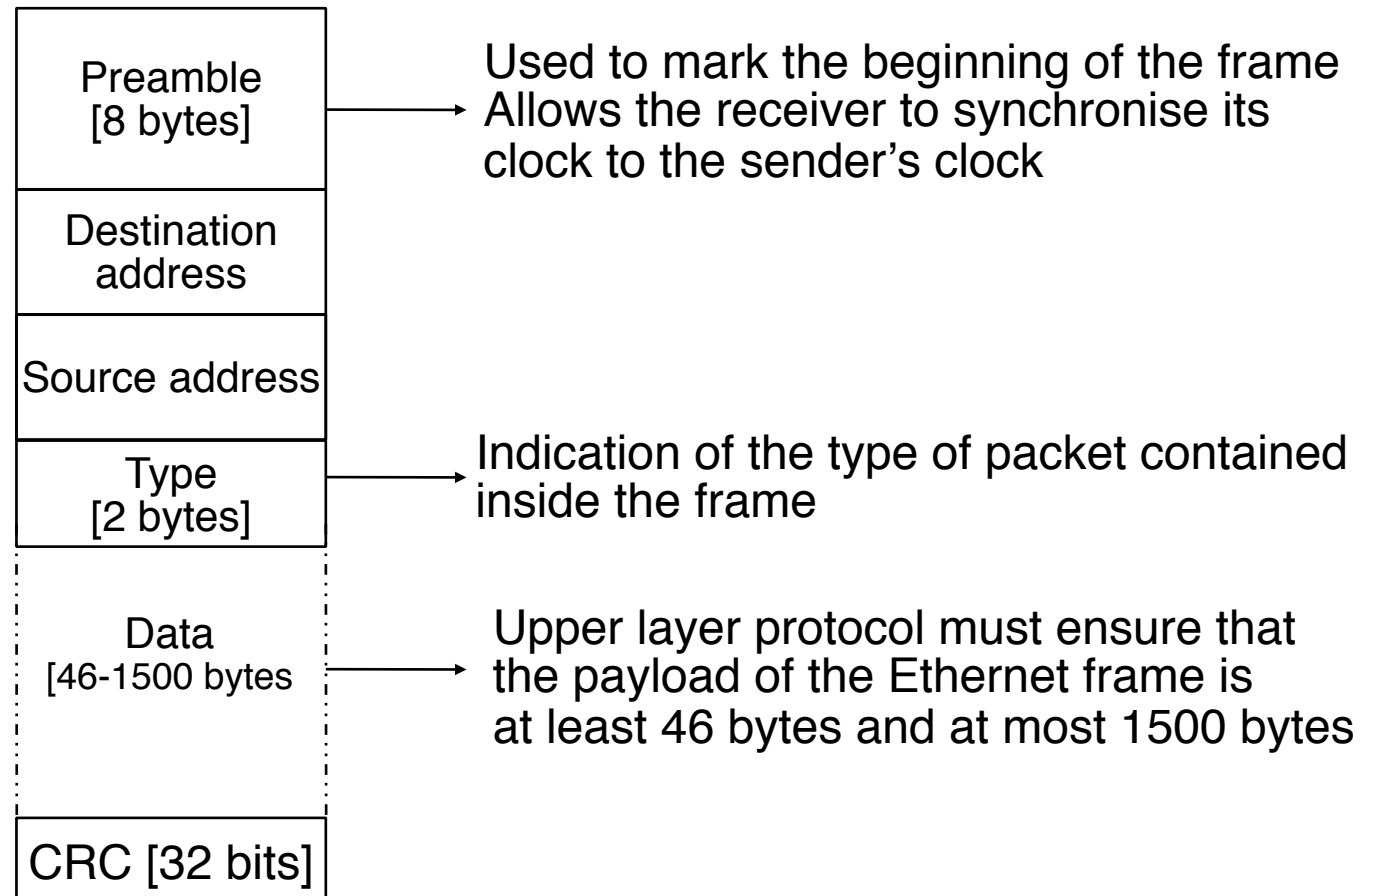 Preamble
[8 bytes]
Used to mark the beginning of the frame
Allows the receiver to synchronise its
clock to the sender’s clock
Destination
address
Source address
Type
[2 bytes]
Indication of the type of packet contained
inside the frame
Data
[46-1500 bytes
Upper layer protocol must ensure that
the payload of the Ethernet frame is
at least 46 bytes and at most 1500 bytes
CRC [32 bits]